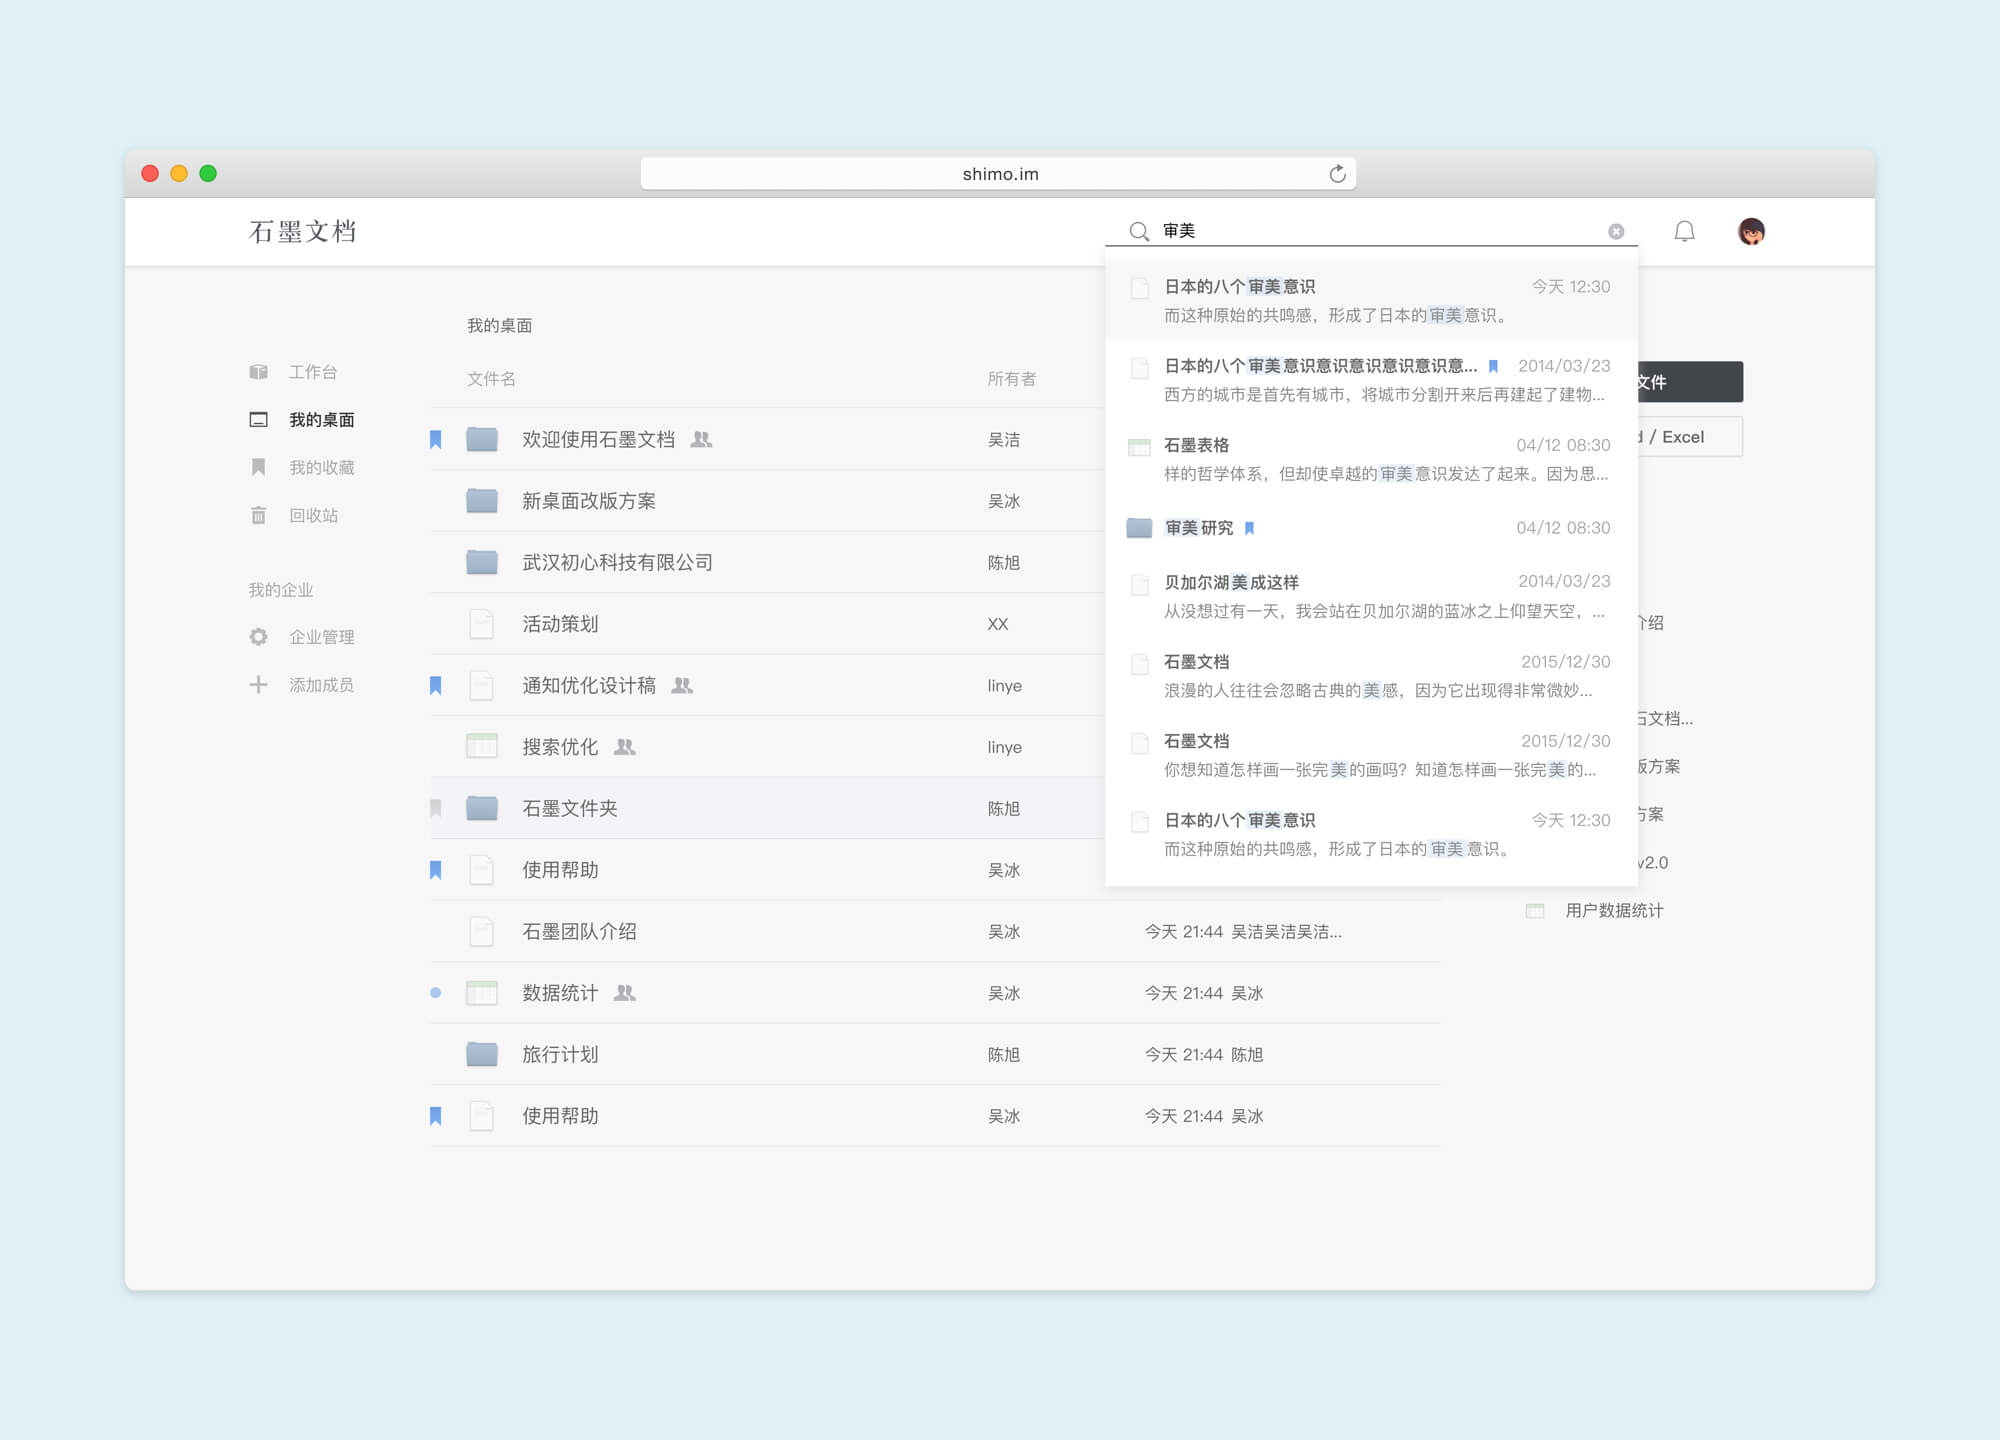 shimo.im
石墨文档
审美
日本的八个审美意识
今天 12:30
而这种原始的共鸣感，形成了日本的审美意识。
日本的八个审美意识意识意识意识意识意...
2014/03/23
西方的城市是首先有城市，将城市分割开来后再建起了建物...
石墨表格
04/12 08:30
样的哲学体系，但却使卓越的审美意识发达了起来。因为思...
审美研究
04/12 08:30
贝加尔湖美成这样
2014/03/23
从没想过有一天，我会站在贝加尔湖的蓝冰之上仰望天空，...
石墨文档
2015/12/30
浪漫的人往往会忽略古典的美感，因为它出现得非常微妙...
石墨文档
2015/12/30
你想知道怎样画一张完美的画吗？知道怎样画一张完美的...
日本的八个审美意识
今天 12:30
而这种原始的共鸣感，形成了日本的审美意识。
工作台
我的桌面
我的收藏
回收站
我的企业
企业管理
添加成员
我的桌面
文件名
所有者
欢迎使用石墨文档
吴洁
新桌面改版方案
吴冰
武汉初心科技有限公司
陈旭
活动策划
XX
通知优化设计稿
linye
搜索优化
linye
石墨文件夹
陈旭
使用帮助
吴冰
石墨团队介绍
吴冰
今天 21:44 吴洁吴洁吴洁...
数据统计
吴冰
今天 21:44 吴冰
旅行计划
陈旭
今天 21:44 陈旭
使用帮助
吴冰
今天 21:44 吴冰
文件
/ Excel
介绍
石文档...
版方案
方案
v2.0
用户数据统计